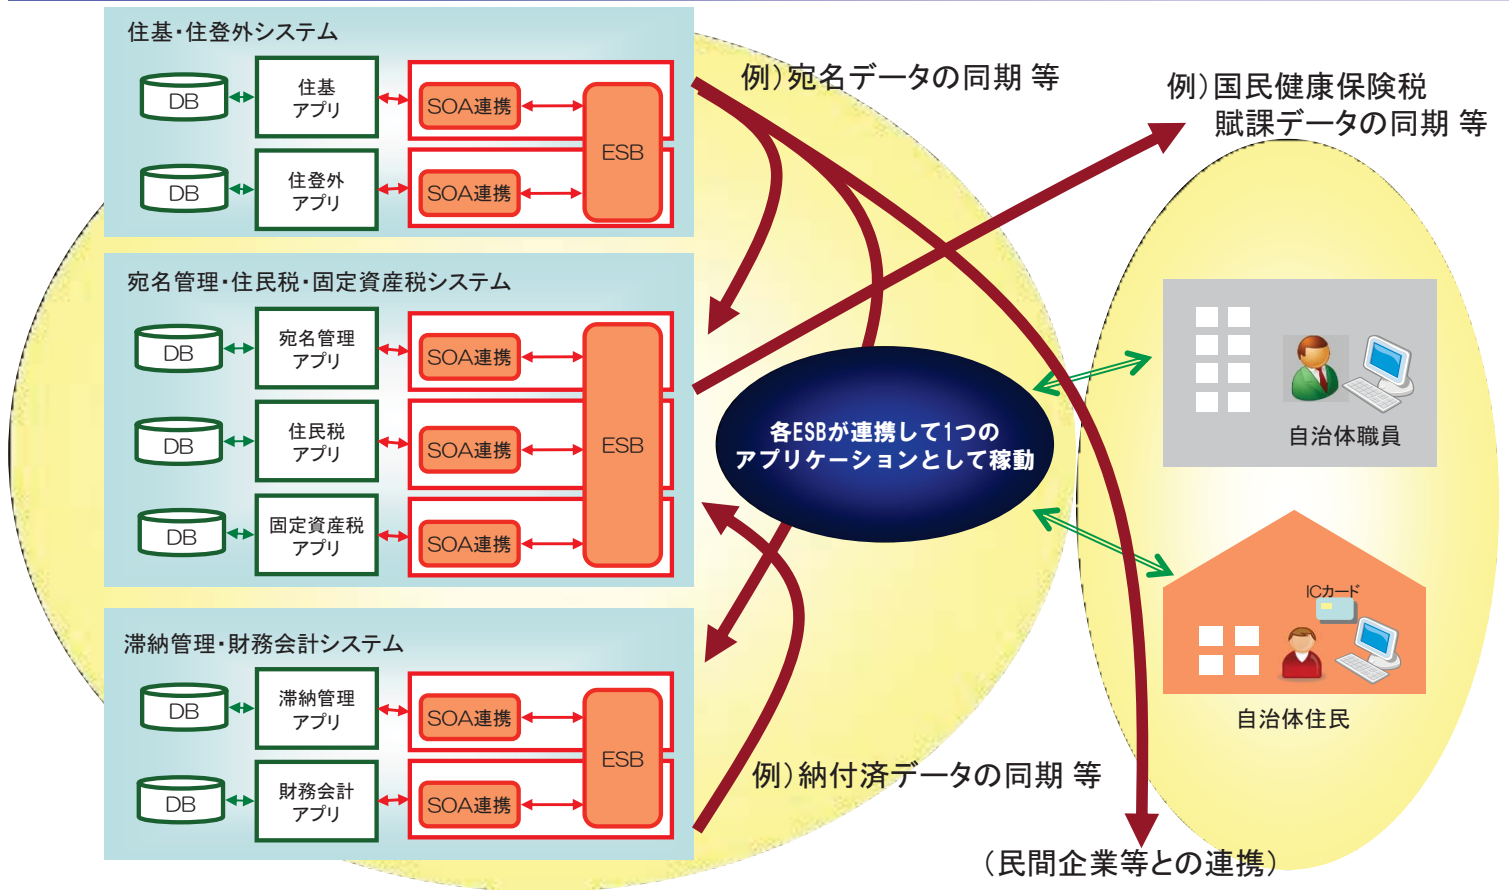 住基・住登外システム
DB
住基
アプリ
SOA連携
ESB
DB
住登外
アプリ
SOA連携
宛名管理・住民税・固定資産税システム
DB
宛名管理
アプリ
SOA連携
ESB
DB
住民税
アプリ
SOA連携
DB
固定資産税
アプリ
SOA連携
滞納管理・財務会計システム
DB
滞納管理
アプリ
SOA連携
ESB
DB
財務会計
アプリ
SOA連携
例）宛名データの同期 等
例）国民健康保険税
賦課データの同期 等
各ESBが連携して1つの
アプリケーションとして稼動
自治体職員
ICカード
自治体住民
例）納付済データの同期 等
（民間企業等との連携）